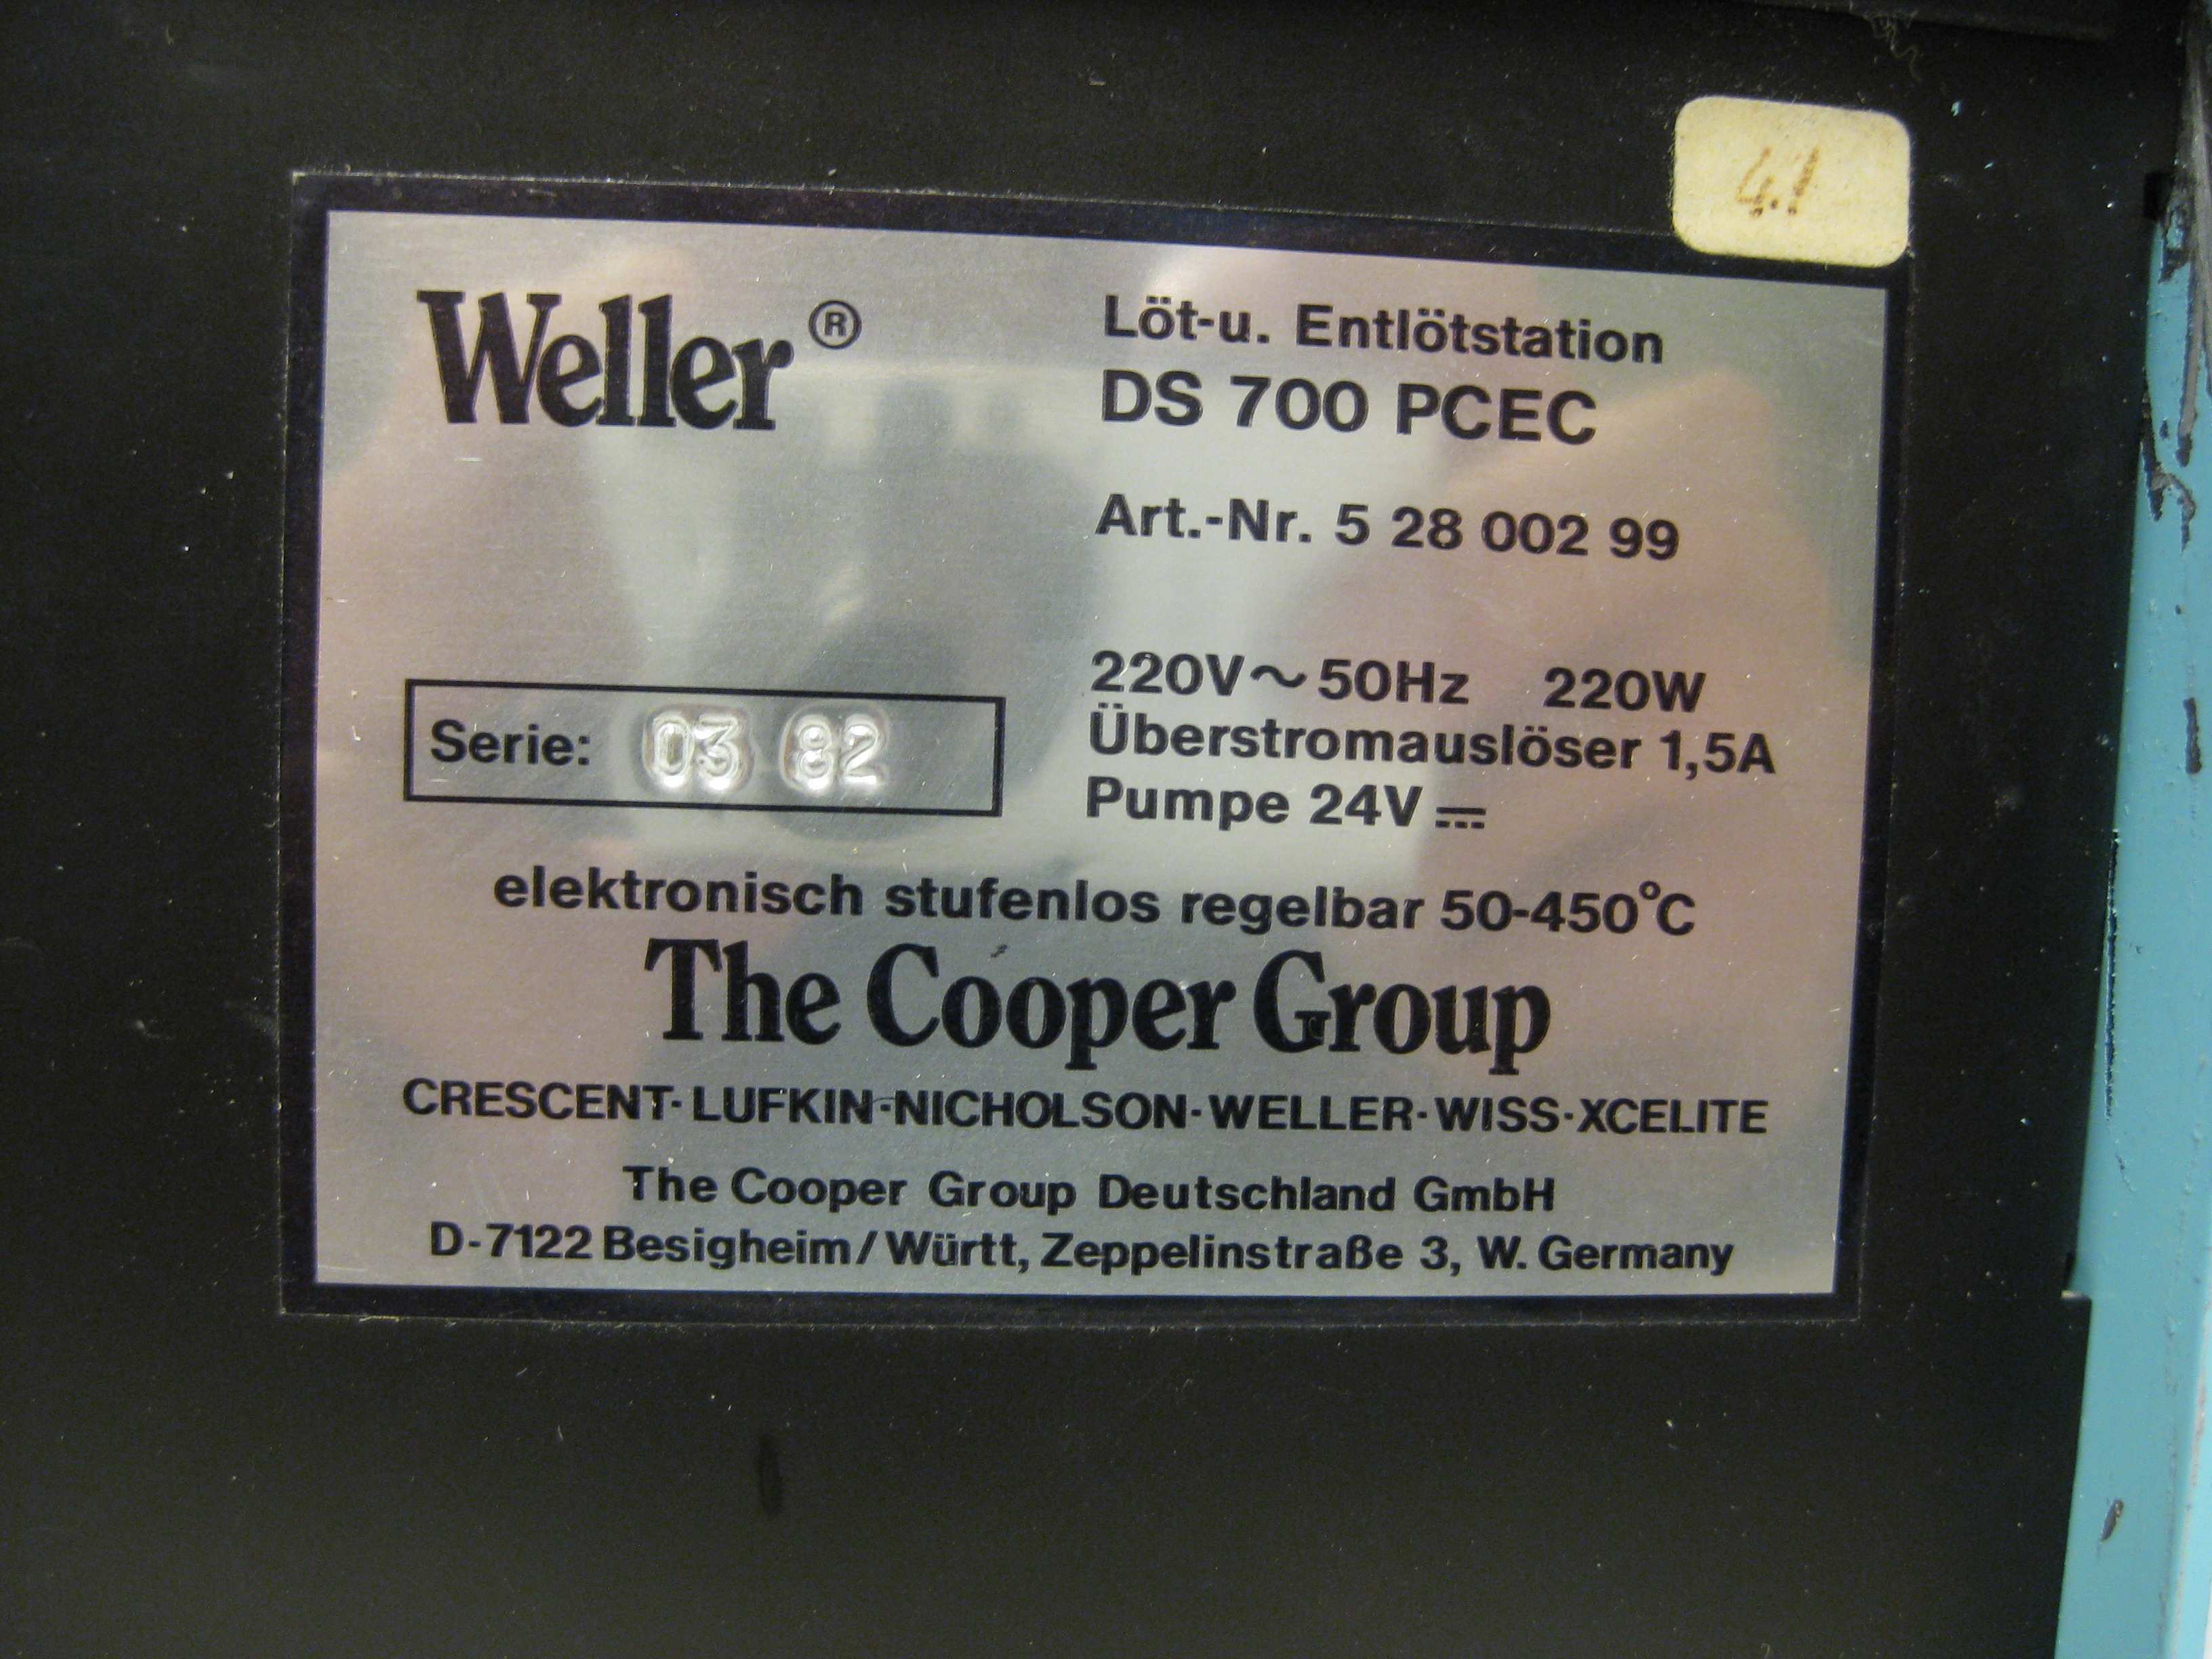 4.1
Weller®
Löt-u. Entlötstation
DS 700 PCEC
Art.-Nr. 5 28 002 99
220V~50Hz 220W
Überstromauslöser 1,5A
Pumpe 24V⎓
Serie: 03 82
elektronisch stufenlos regelbar 50-450°C
The Cooper Group
CRESCENT·LUFKIN·NICHOLSON·WELLER·WISS·XCELITE
The Cooper Group Deutschland GmbH
D-7122 Besigheim/Württ, Zeppelinstraße 3, W. Germany